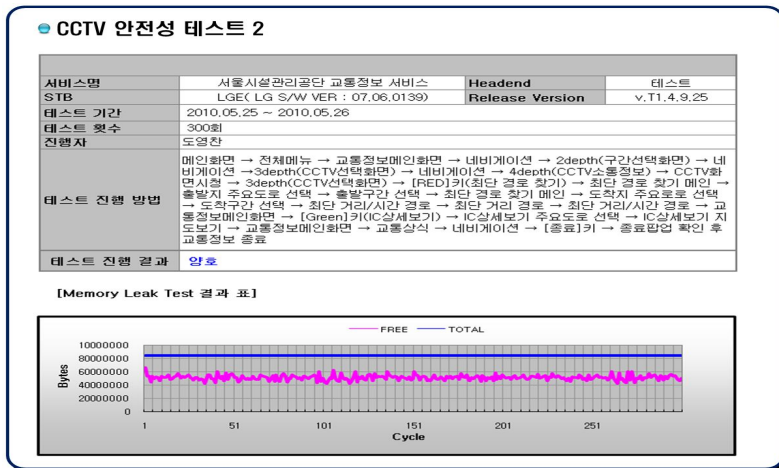 CCTV 안전성 테스트 2
서비스명 서울시설관리공단 교통정보 서비스 Headend 테스트
STB LGE( LG S/W VER : 07.06.0139) Release Version v.T1.4.9.25
테스트 기간 2010.05.25 ~ 2010.05.26
테스트 횟수 300회
진행자 도영찬
테스트 진행 방법
메인화면 → 전체메뉴 → 교통정보메인화면 → 네비게이션 → 2depth(구간선택화면) → 네
비게이션 →3depth(CCTV선택화면) → 네비게이션 → 4depth(CCTV소통정보) → CCTV화
면시청 → 3depth(CCTV선택화면) → [RED]키(최단 경로 찾기) → 최단 경로 찾기 메인 →
출발지 주요도로 선택 → 출발구간 선택 → 최단 경로 찾기 메인 → 도착지 주요로로 선택
→ 도착구간 선택 → 최단 거리/시간 경로 → 최단 거리 경로 → 최단 거리/시간 경로 → 교
통정보메인화면 → [Green]키(IC상세보기) → IC상세보기 주요도로 선택 → IC상세보기 지
도보기 → 교통정보메인화면 → 교통상식 → 네비게이션 → [종료]키 → 종료팝업 확인 후
교통정보 종료
테스트 진행 결과 양호
[Memory Leak Test 결과 표]
FREE TOTAL
Bytes
10000000
80000000
60000000
40000000
20000000
0
1 51 101 151 201 251
Cycle